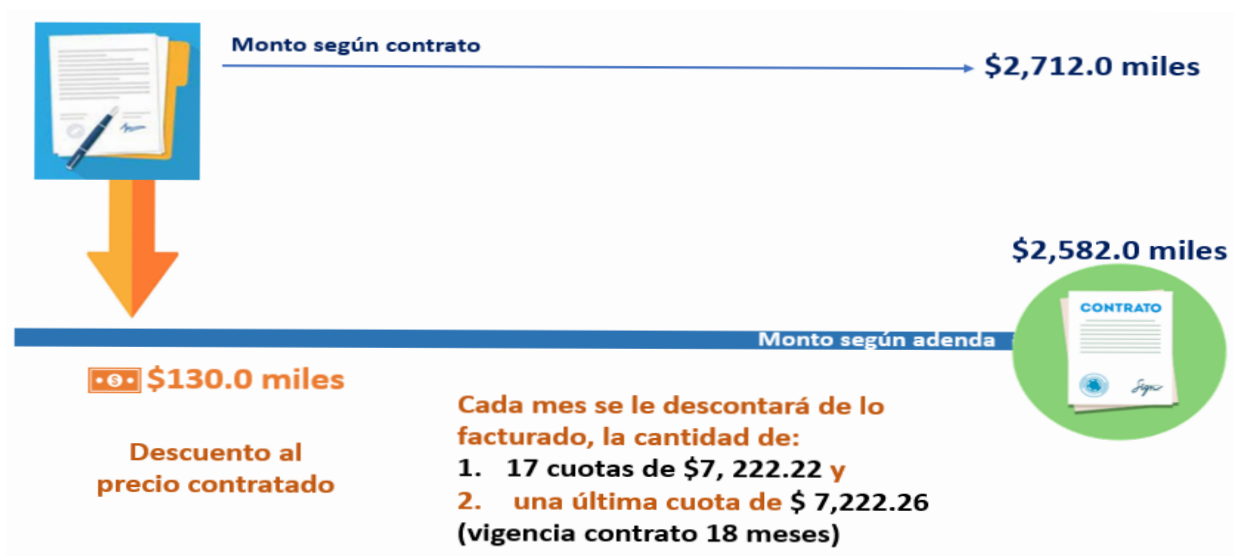 Monto según contrato
$2,712.0 miles
$2,582.0 miles
CONTRATO
Sign
Monto según adenda
$130.0 miles
Descuento al
precio contratado
Cada mes se le descontará de lo
facturado, la cantidad de:
1. 17 cuotas de $7, 222.22 y
2. una última cuota de $ 7,222.26
(vigencia contrato 18 meses)